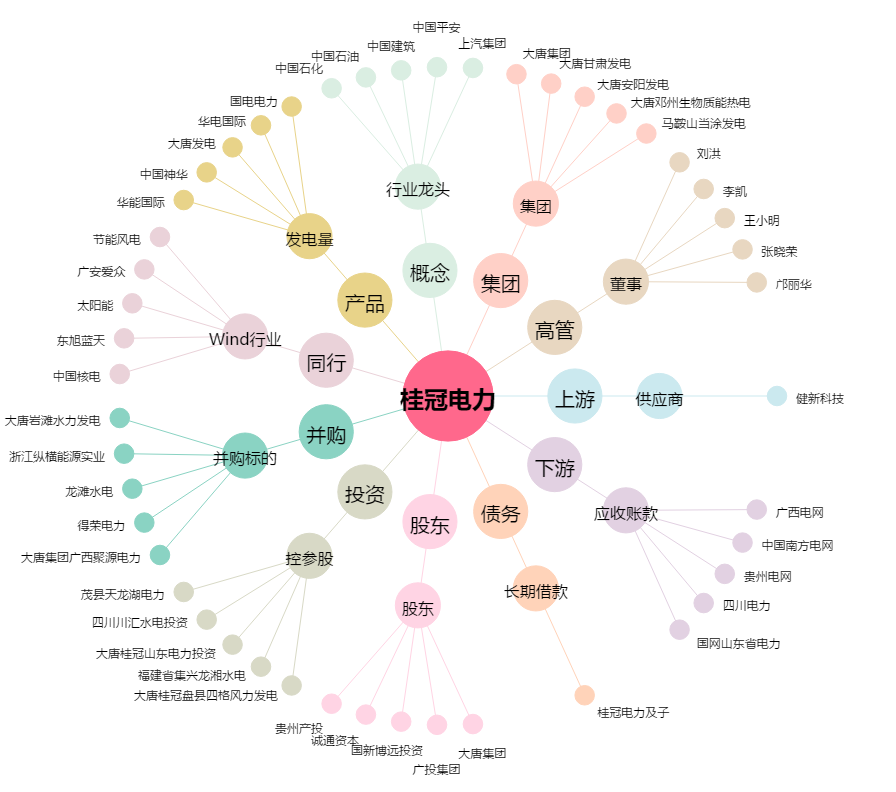 中国平安
中国建筑
上汽集团
中国石油
中国石化
大唐集团
大唐甘肃发电
大唐安阳发电
大唐邓州生物质能热电
马鞍山当涂发电
国电电力
华电国际
大唐发电
中国神华
华能国际
行业龙头
集团
刘洪
李凯
王小明
张晓荣
邝丽华
董事
发电量
节能风电
广安爱众
太阳能
东旭蓝天
中国核电
概念
集团
产品
高管
Wind行业
同行
桂冠电力
上游
供应商
健新科技
大唐岩滩水力发电
浙江纵横能源实业
龙滩水电
得荣电力
大唐集团广西聚源电力
并购标的
并购
投资
股东
债务
下游
应收账款
广西电网
中国南方电网
贵州电网
四川电力
国网山东省电力
控参股
茂县天龙湖电力
四川川汇水电投资
大唐桂冠山东电力投资
福建省集兴龙湘水电
大唐桂冠盘县四格风力发电
股东
长期借款
桂冠电力及子
贵州产投
诚通资本
国新博远投资
广投集团
大唐集团